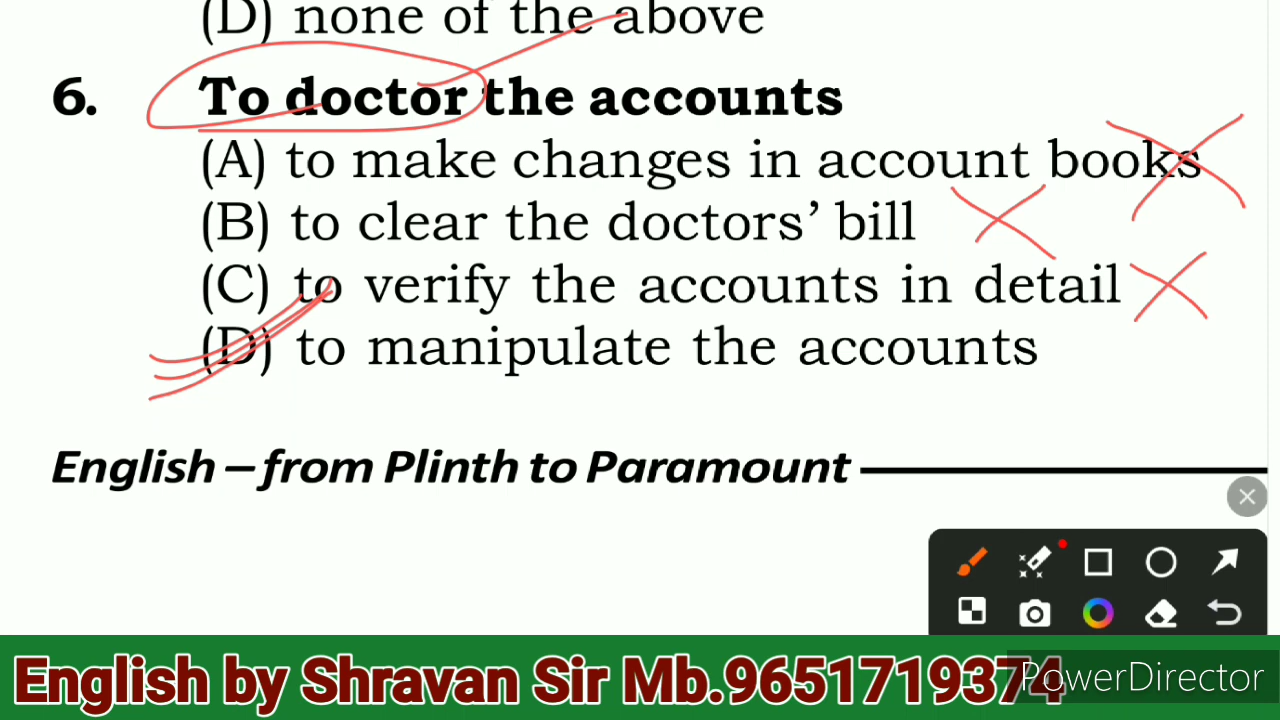 (D) none of the above
6. To doctor the accounts
(A) to make changes in account books
(B) to clear the doctors’ bill
(C) to verify the accounts in detail
(D) to manipulate the accounts
English – from Plinth to Paramount
English by Shravan Sir Mb.9651719374
PowerDirector